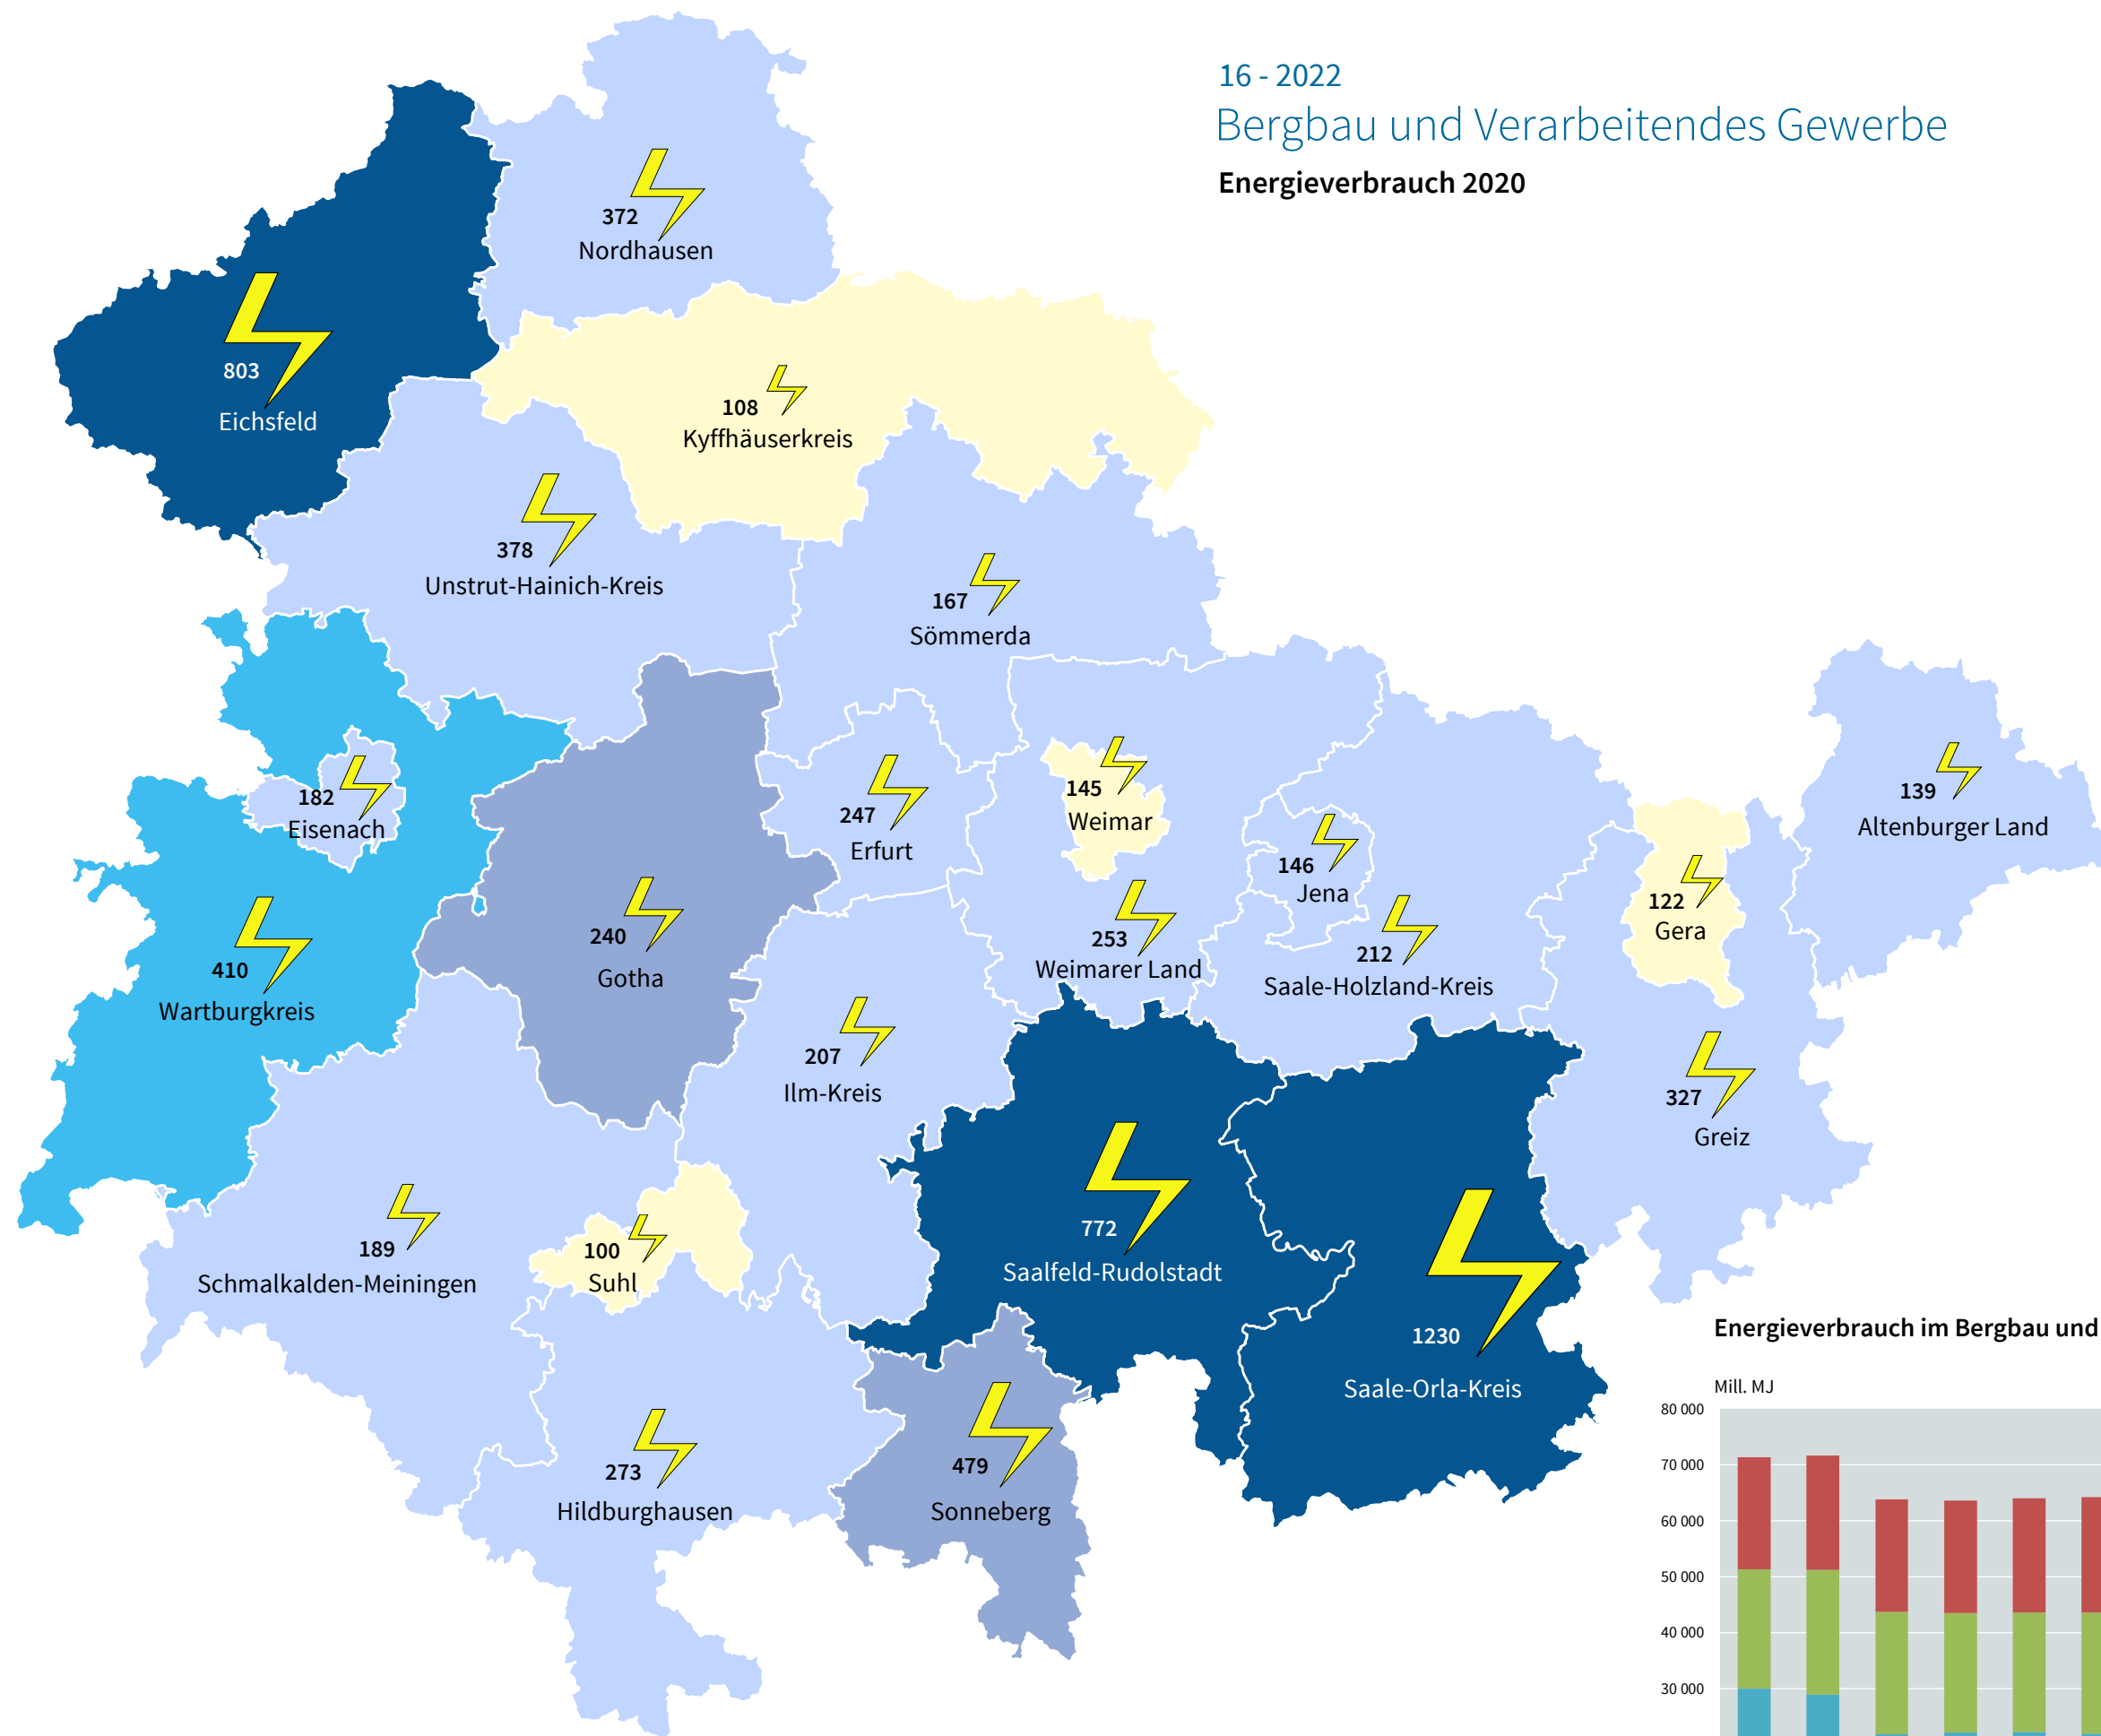 16 - 2022
Bergbau und Verarbeitendes Gewerbe
Energieverbrauch 2020
372
Nordhausen
803
Eichsfeld
108
Kyffhäuserkreis
378
Unstrut-Hainich-Kreis
167
Sömmerda
182
Eisenach
247
Erfurt
145
Weimar
146
Jena
139
Altenburger Land
122
Gera
410
Wartburgkreis
240
Gotha
253
Weimarer Land
212
Saale-Holzland-Kreis
207
Ilm-Kreis
327
Greiz
189
Schmalkalden-Meiningen
100
Suhl
772
Saalfeld-Rudolstadt
1230
Saale-Orla-Kreis
273
Hildburghausen
479
Sonneberg
Energieverbrauch im Bergbau und
Mill. MJ
80 000
70 000
60 000
50 000
40 000
30 000